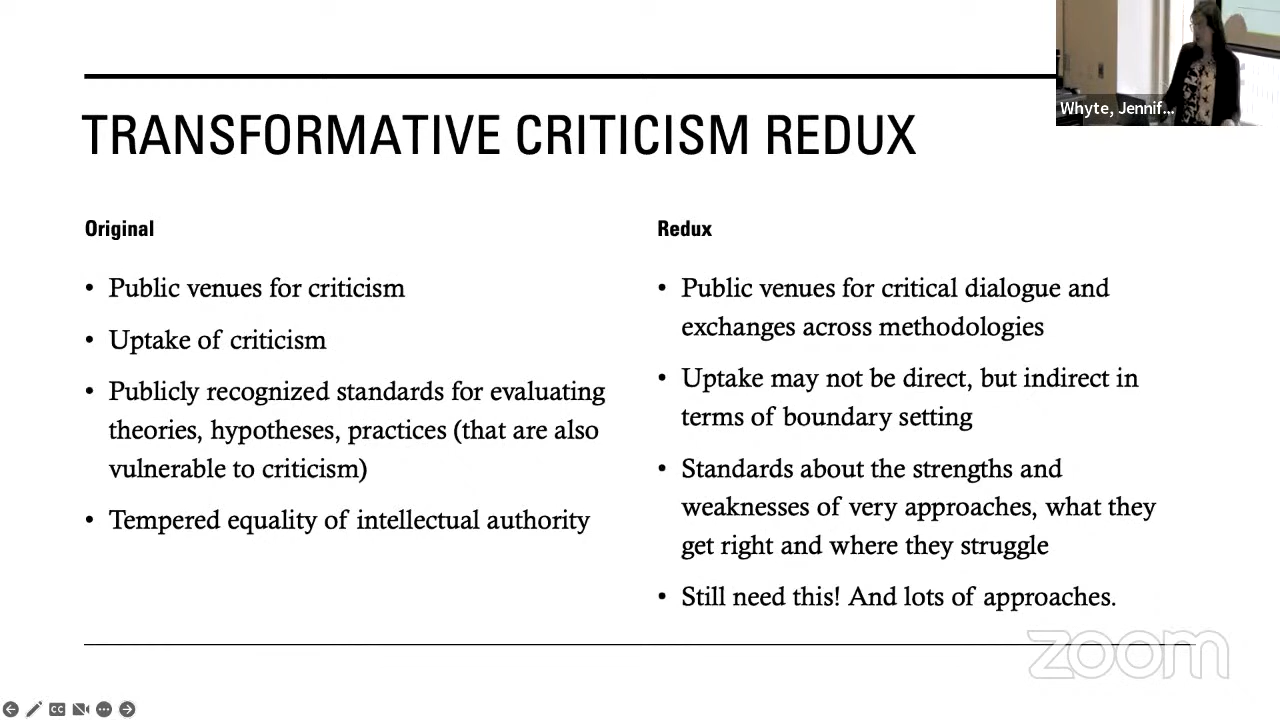 Whyte, Jennif...
TRANSFORMATIVE CRITICISM REDUX
Original
• Public venues for criticism
• Uptake of criticism
• Publicly recognized standards for evaluating
theories, hypotheses, practices (that are also
vulnerable to criticism)
• Tempered equality of intellectual authority
Redux
• Public venues for critical dialogue and
exchanges across methodologies
• Uptake may not be direct, but indirect in
terms of boundary setting
• Standards about the strengths and
weaknesses of very approaches, what they
get right and where they struggle
• Still need this! And lots of approaches.
zoom
CC